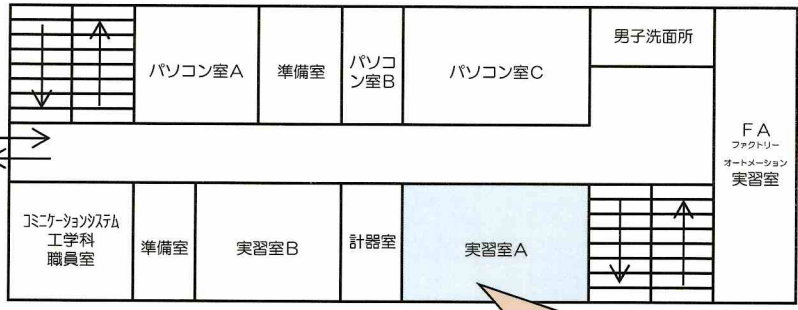 パソコン室A
準備室
パソコ
ン室B
パソコン室C
男子洗面所
FA
ファクトリー
オートメーション
実習室
コミニケーションシステム
工学科
職員室
準備室
実習室B
計器室
実習室A